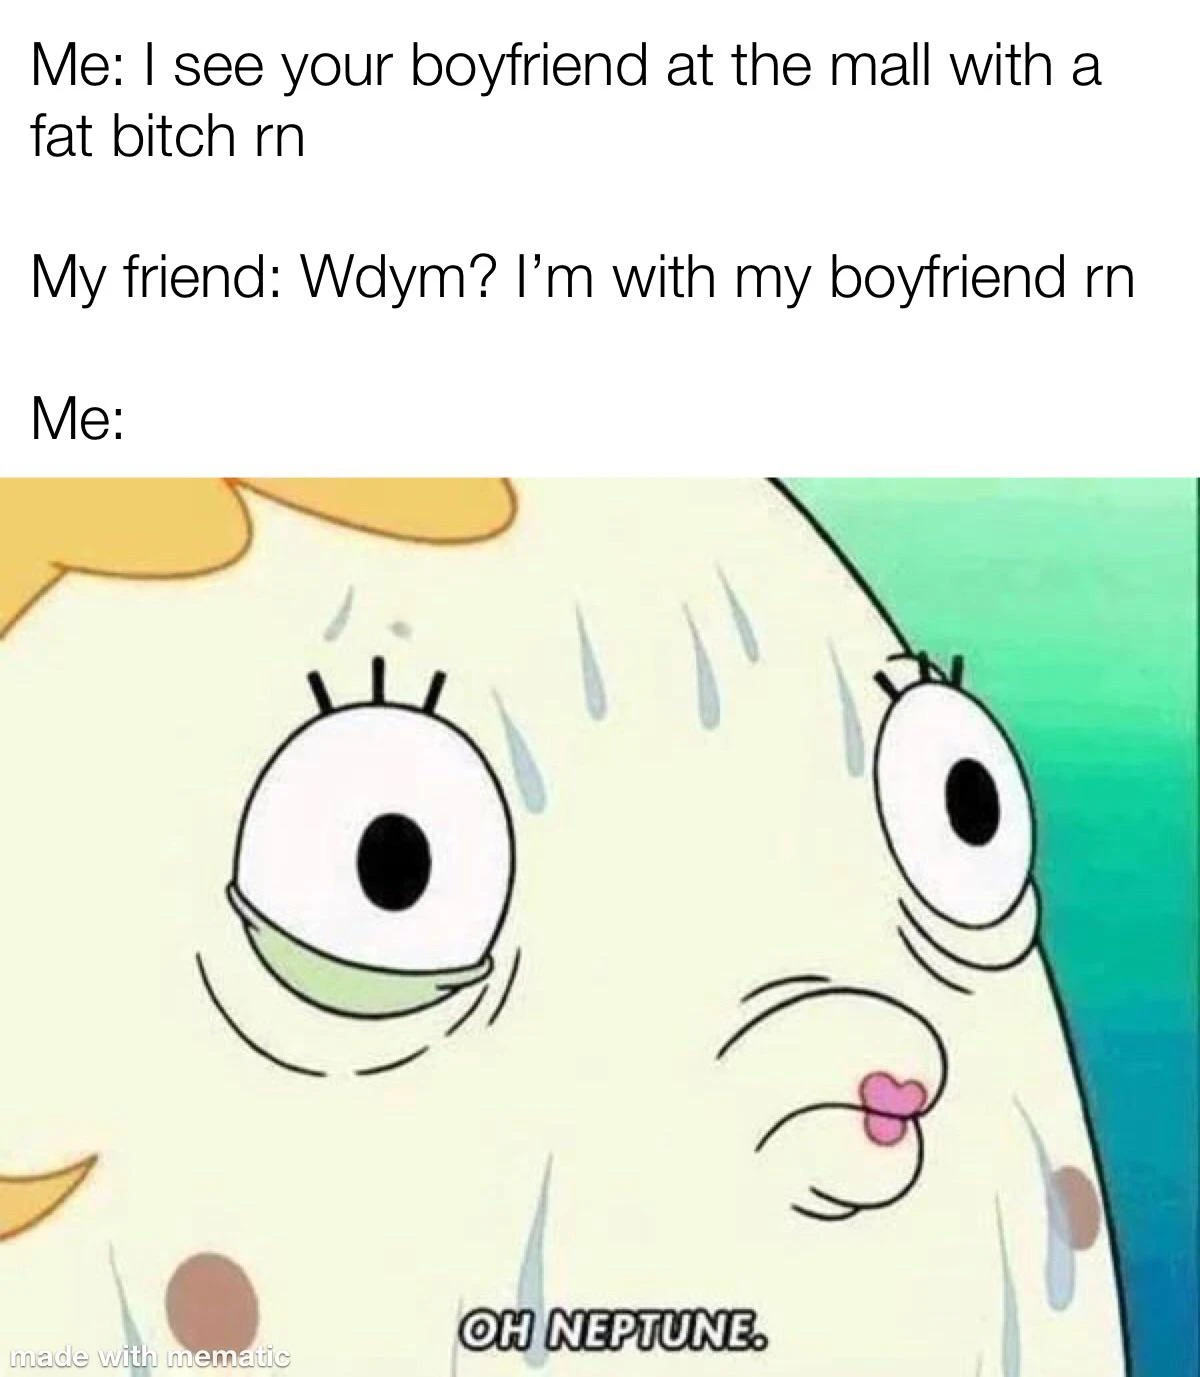 Me: I see your boyfriend at the mall with a
fat bitch rn
My friend: Wdym? I’m with my boyfriend rn
Me:
OH NEPTUNE.
made with mematic